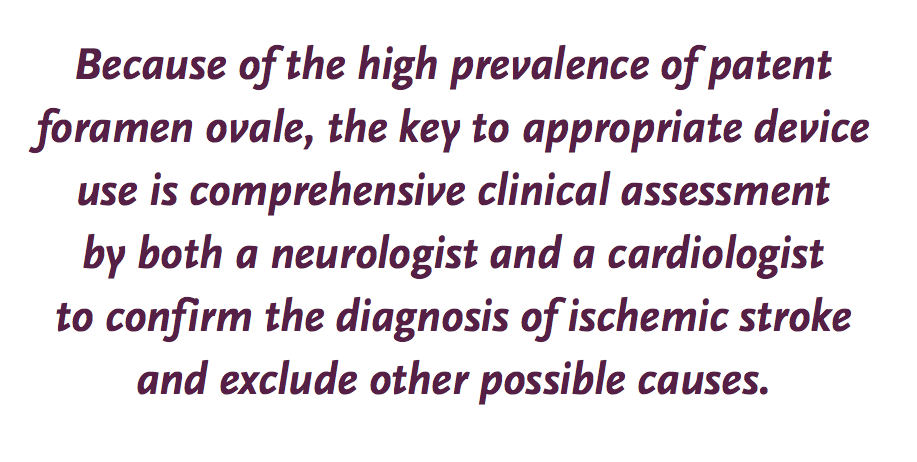 Because of the high prevalence of patent
foramen ovale, the key to appropriate device
use is comprehensive clinical assessment
by both a neurologist and a cardiologist
to confirm the diagnosis of ischemic stroke
and exclude other possible causes.